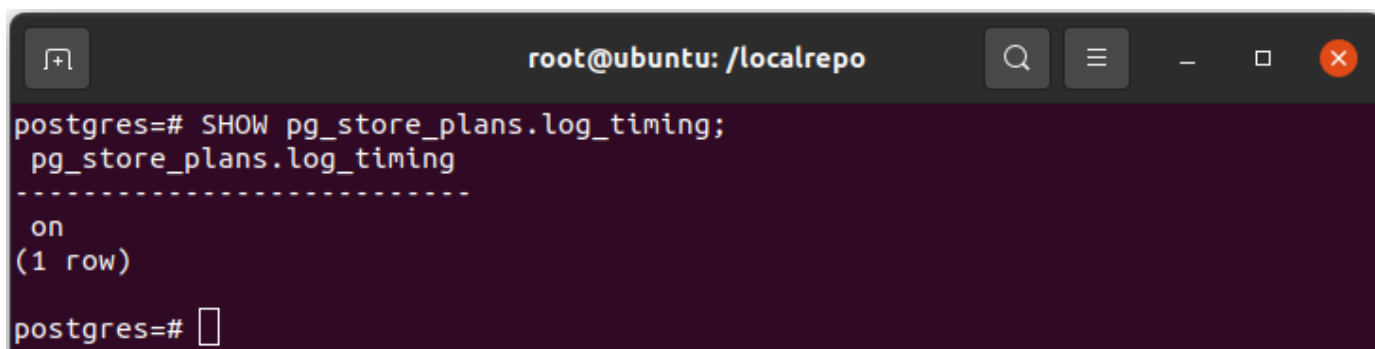 root@ubuntu: /localrepo
postgres=# SHOW pg_store_plans.log_timing;
 pg_store_plans.log_timing
---------------------------
 on
(1 row)
postgres=#